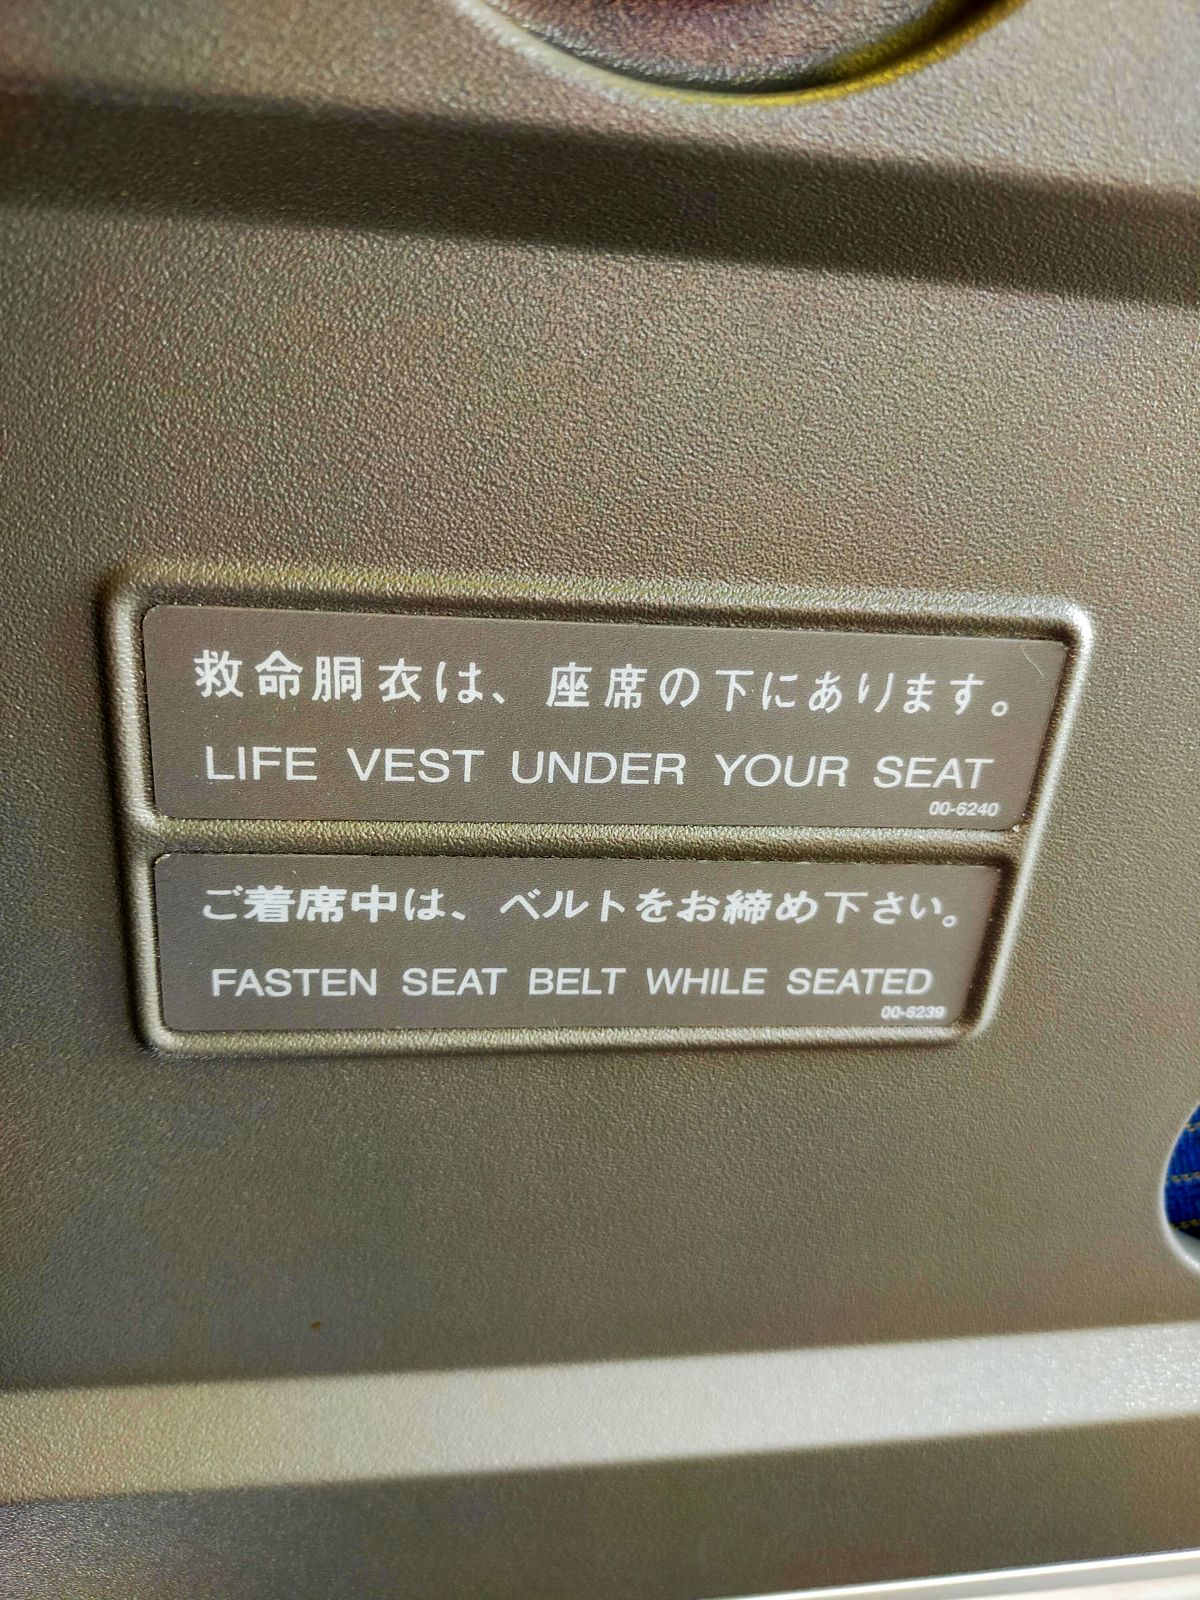 救命胴衣は、座席の下にあります。
LIFE VEST UNDER YOUR SEAT
00-6240
ご着席中は、ベルトをお締め下さい。
FASTEN SEAT BELT WHILE SEATED
00-6239